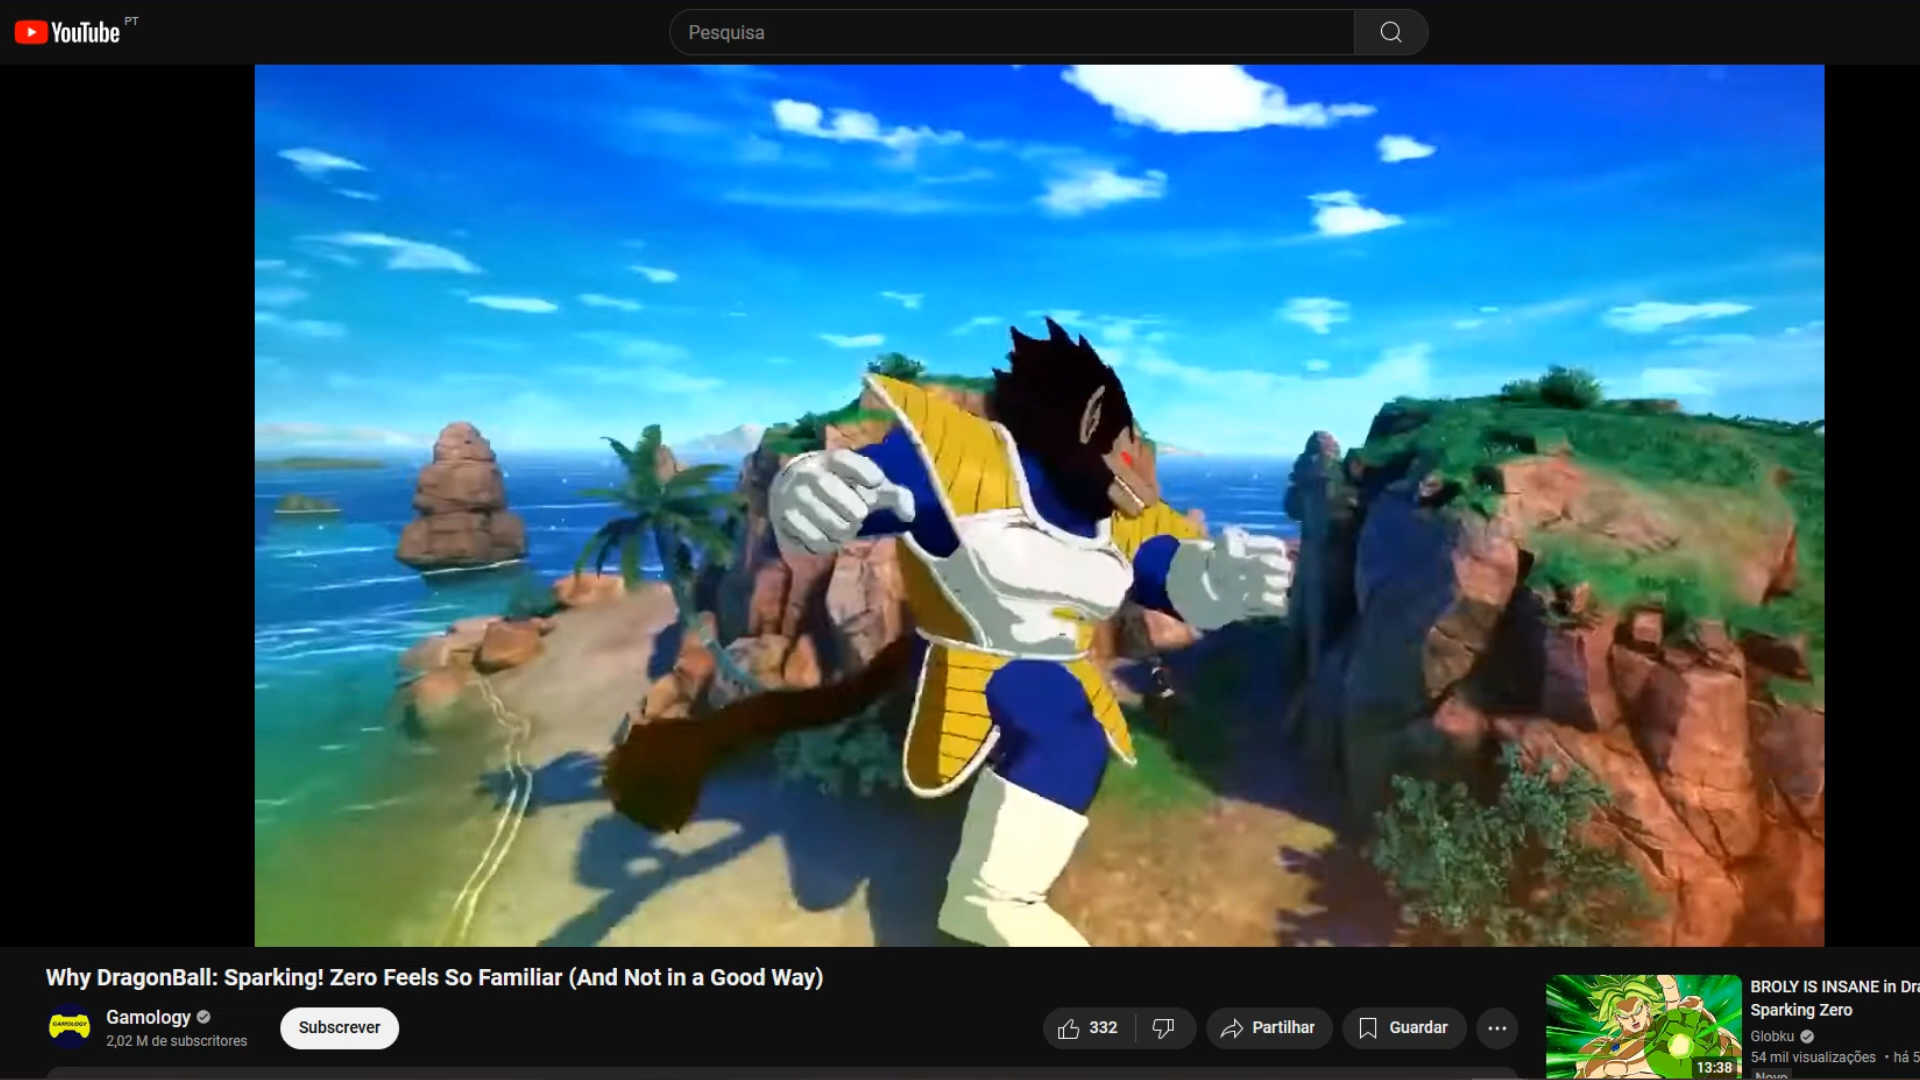 YouTube PT
Pesquisa
Why DragonBall: Sparking! Zero Feels So Familiar (And Not in a Good Way)
GAMOLOGY
Gamology
2,02 M de subscritores
Subscrever
332
Partilhar
Guardar
13:38
BROLY IS INSANE in Dra
Sparking Zero
Globku
54 mil visualizações • há 5
Novo